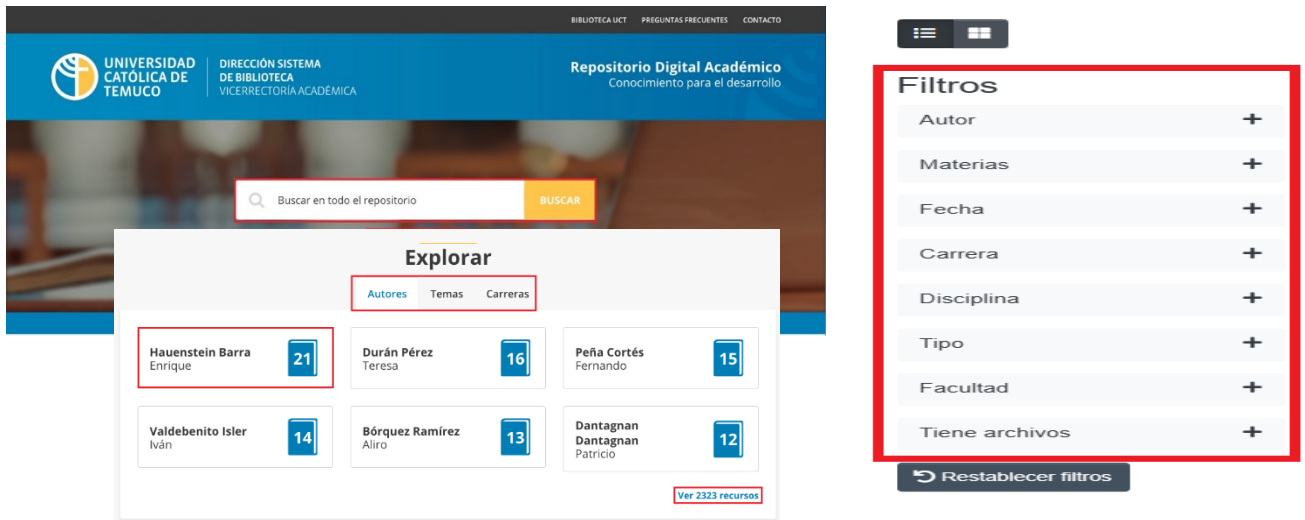 BIBLIOTECA UCT PREGUNTAS FRECUENTES CONTACTO
UNIVERSIDAD
CATÓLICA DE
TEMUCO
DIRECCIÓN SISTEMA
DE BIBLIOTECA
VICERRECTORÍA ACADÉMICA
Repositorio Digital Académico
Conocimiento para el desarrollo
Buscar en todo el repositorio BUSCAR
Explorar
Autores Temas Carreras
Hauenstein Barra
Enrique
21
Durán Pérez
Teresa
16
Peña Cortés
Fernando
15
Valdebenito Isler
Iván
14
Bórquez Ramírez
Aliro
13
Dantagnan
Dantagnan
Patricio
12
Ver 2323 recursos
Filtros
Autor +
Materias +
Fecha +
Carrera +
Disciplina +
Tipo +
Facultad +
Tiene archivos +
Restablecer filtros